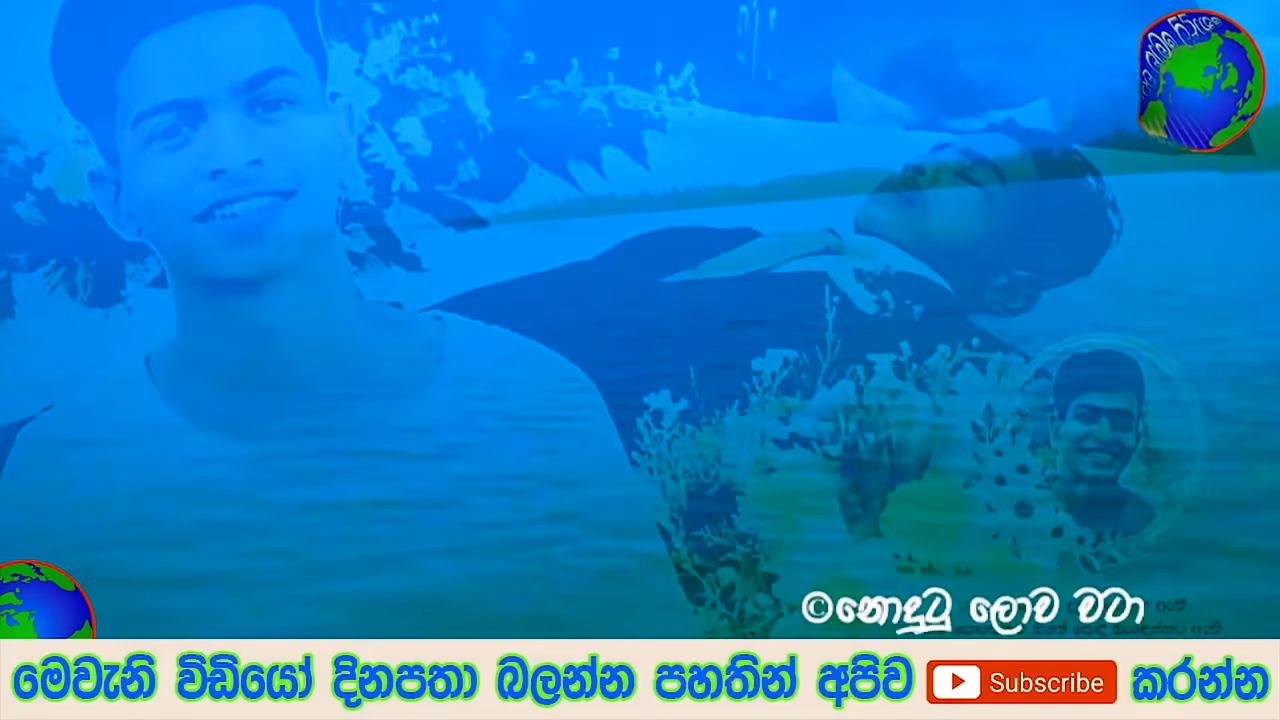 ©නොදුටු ලොව වටා
මෙවැනි විඩියෝ දිනපතා බලන්න පහතින් අපිව Subscribe කරන්න